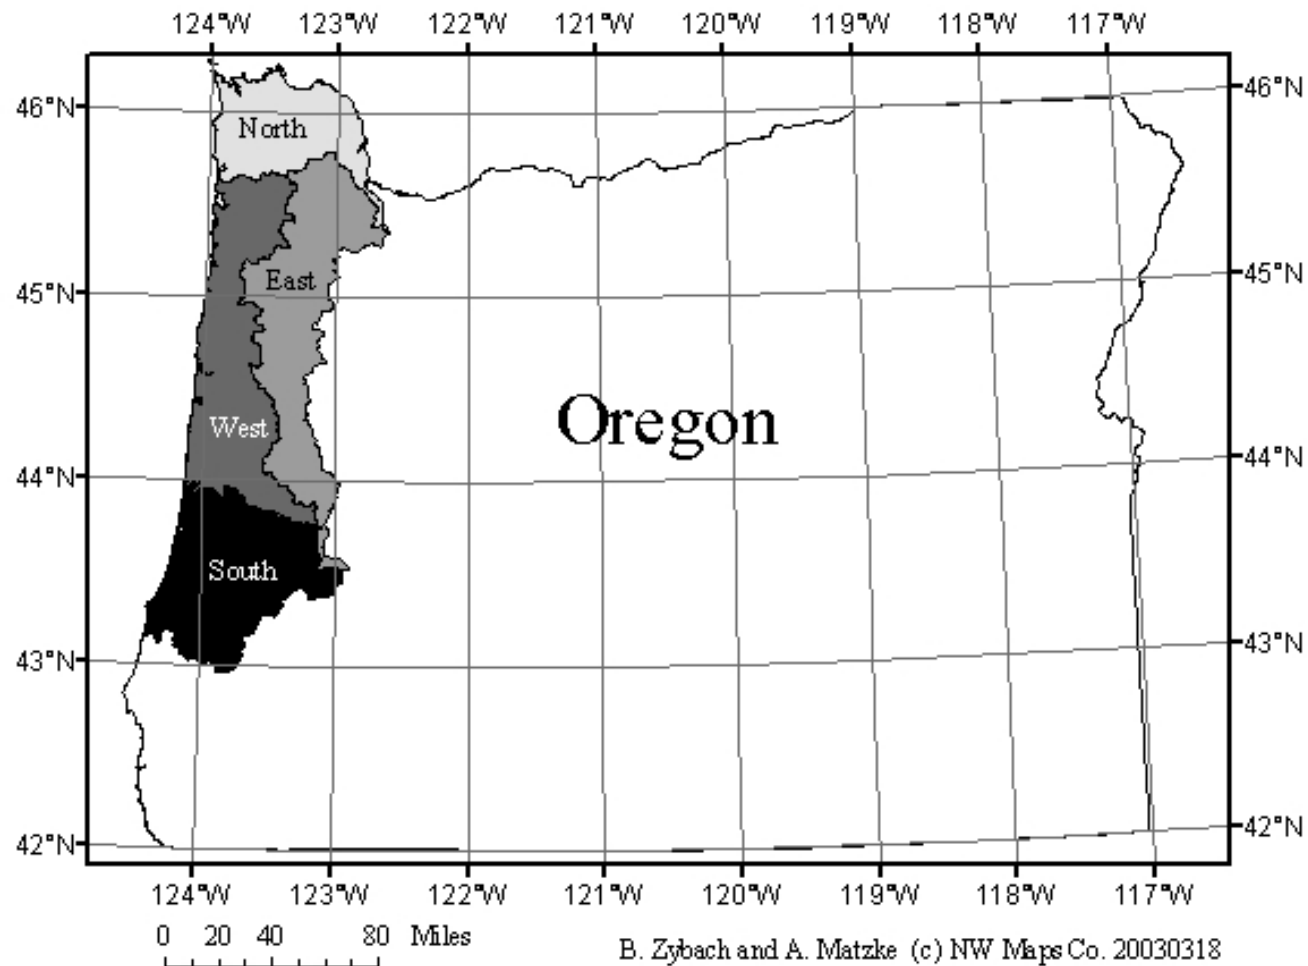 124°W 123°W 122°W 121°W 120°W 119°W 118°W 117°W
46°N 46°N
North
East
45°N 45°N
Oregon
West
44°N 44°N
South
43°N 43°N
42°N 42°N
124°W 123°W 122°W 121°W 120°W 119°W 118°W 117°W
0 20 40 80 Miles
B. Zybach and A. Matzke (c) NW Maps Co. 20030318